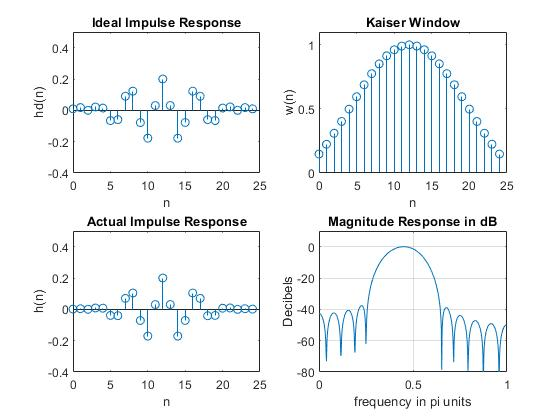 Ideal Impulse Response
hd(n)
0.4
0.2
0
-0.2
-0.4
0 5 10 15 20 25
n
Kaiser Window
w(n)
1
0.5
0
0 5 10 15 20 25
n
Actual Impulse Response
h(n)
0.4
0.2
0
-0.2
-0.4
0 5 10 15 20 25
n
Magnitude Response in dB
Decibels
0
-20
-40
-60
-80
0 0.5 1
frequency in pi units